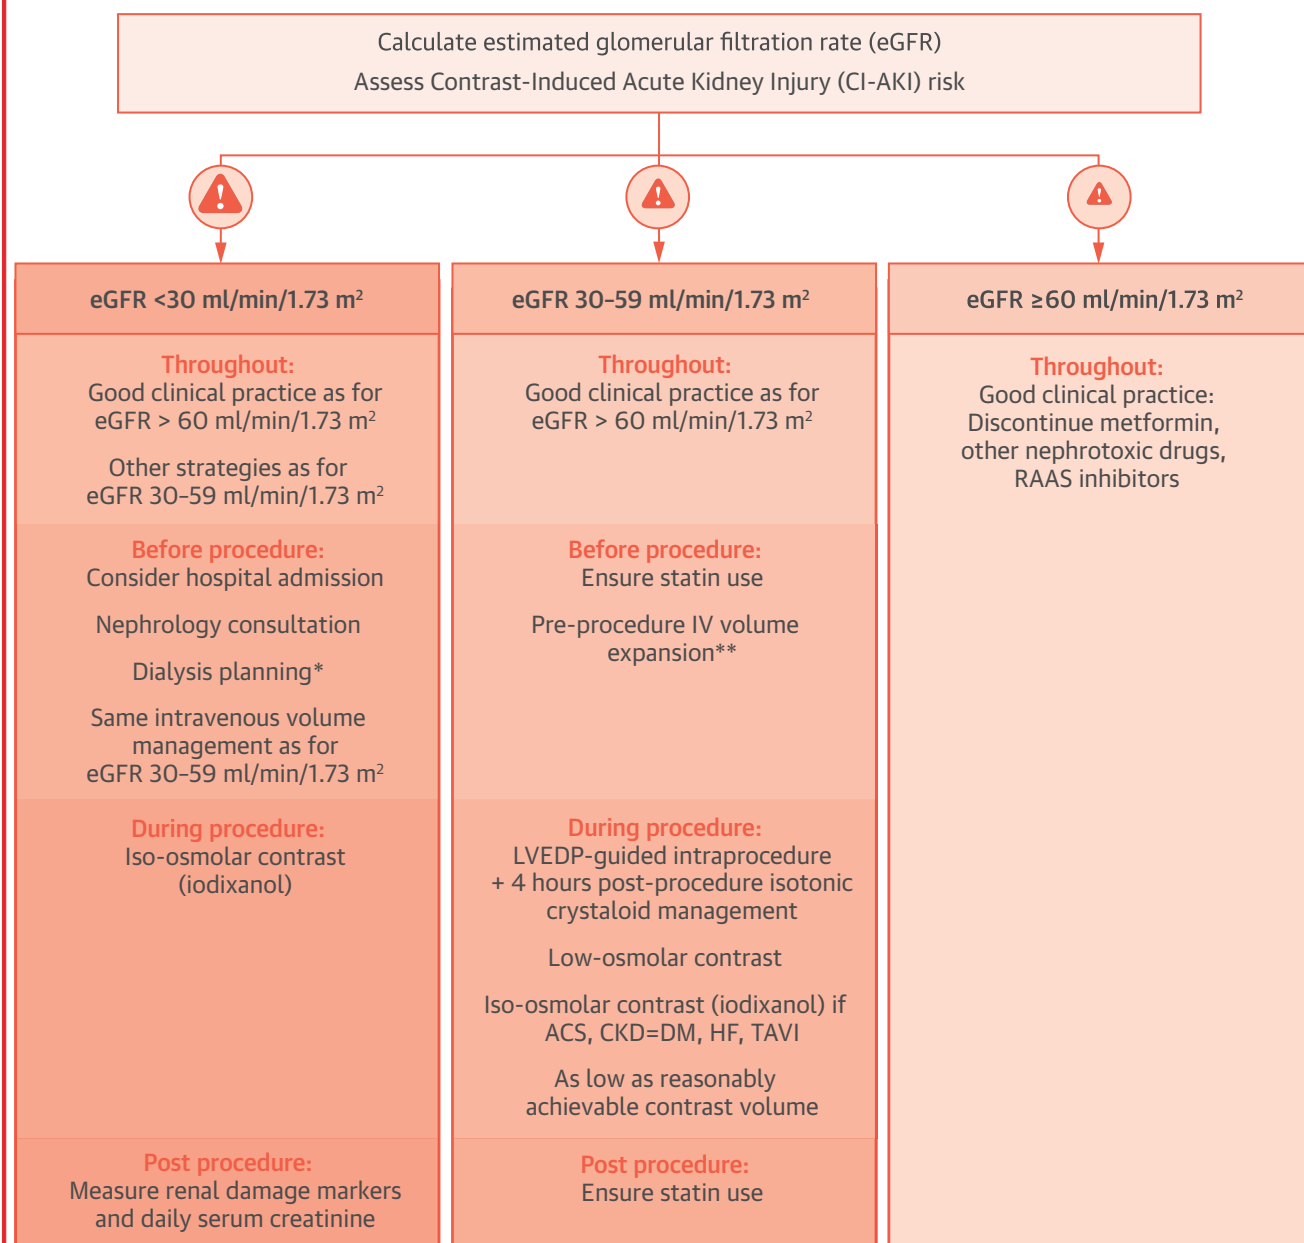 Calculate estimated glomerular filtration rate (eGFR)
Assess Contrast-Induced Acute Kidney Injury (CI-AKI) risk
eGFR <30 ml/min/1.73 m²
Throughout:
Good clinical practice as for
eGFR > 60 ml/min/1.73 m²
Other strategies as for
eGFR 30–59 ml/min/1.73 m²
Before procedure:
Consider hospital admission
Nephrology consultation
Dialysis planning*
Same intravenous volume
management as for
eGFR 30–59 ml/min/1.73 m²
During procedure:
Iso-osmolar contrast
(iodixanol)
Post procedure:
Measure renal damage markers
and daily serum creatinine
eGFR 30–59 ml/min/1.73 m²
Throughout:
Good clinical practice as for
eGFR > 60 ml/min/1.73 m²
Before procedure:
Ensure statin use
Pre-procedure IV volume
expansion**
During procedure:
LVEDP-guided intraprocedure
+ 4 hours post-procedure isotonic
crystaloid management
Low-osmolar contrast
Iso-osmolar contrast (iodixanol) if
ACS, CKD=DM, HF, TAVI
As low as reasonably
achievable contrast volume
Post procedure:
Ensure statin use
eGFR ≥60 ml/min/1.73 m²
Throughout:
Good clinical practice:
Discontinue metformin,
other nephrotoxic drugs,
RAAS inhibitors